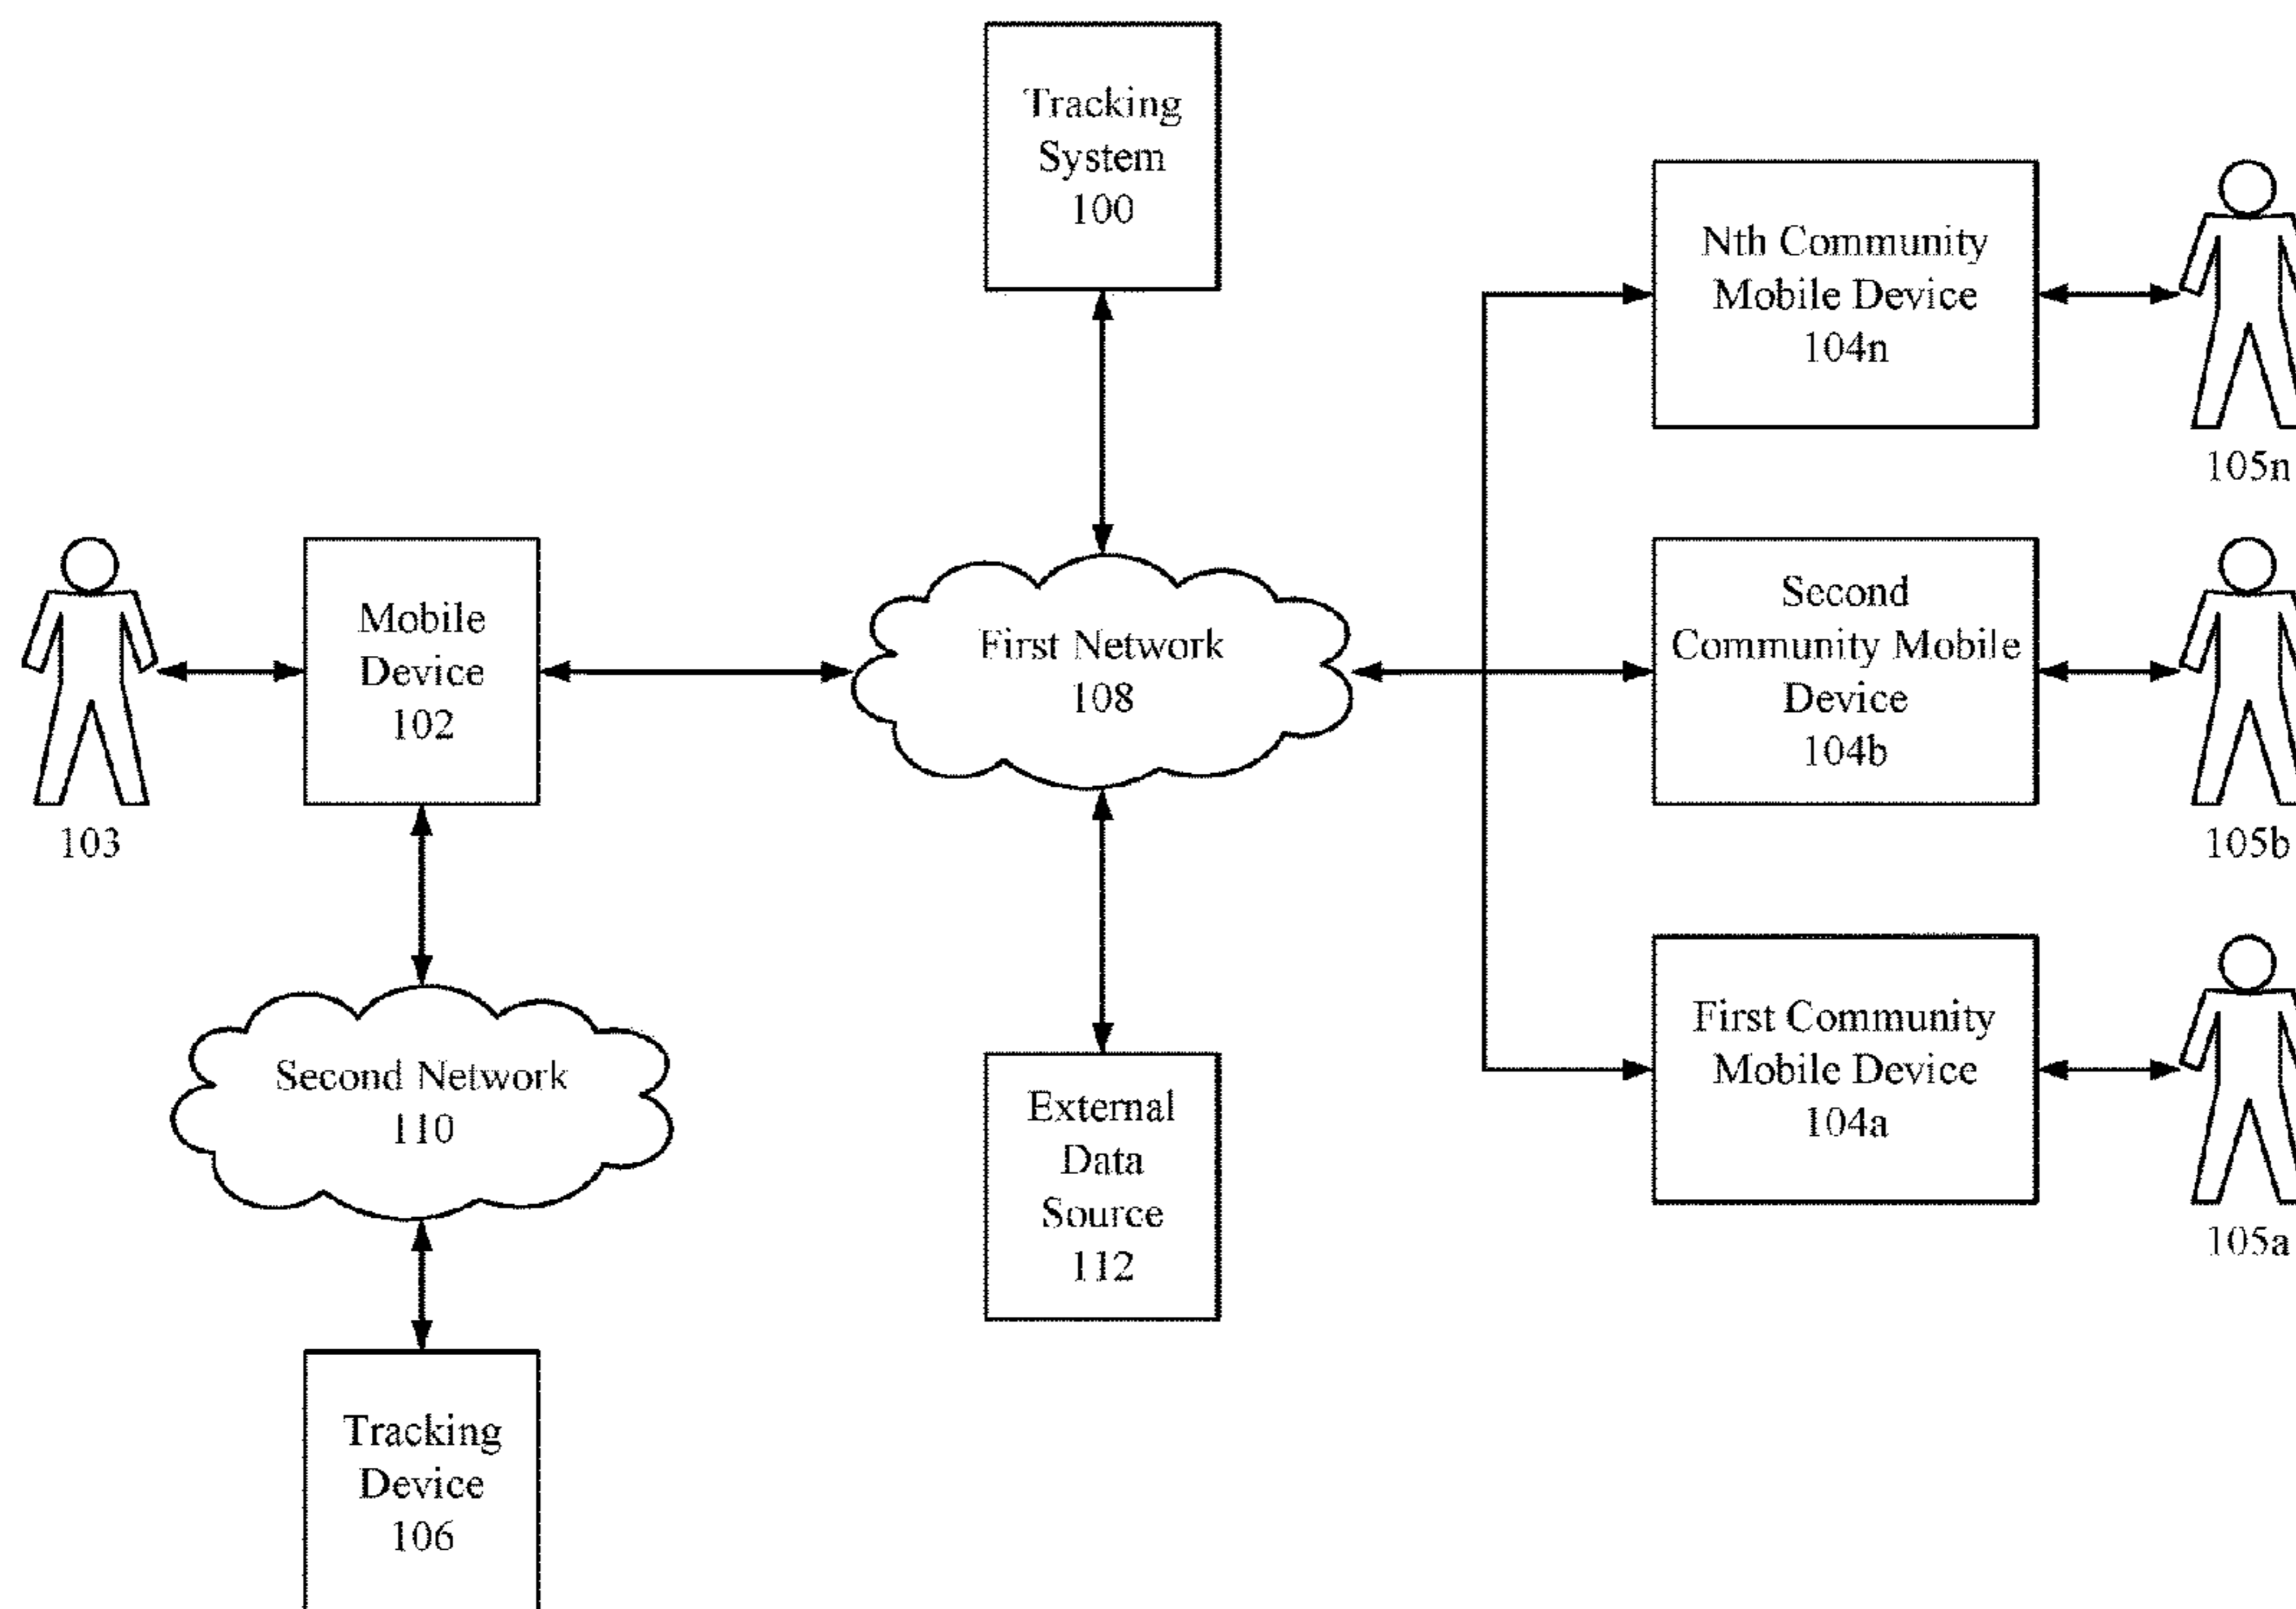 Tracking
System
100
Nth Community
Mobile Device
104n
105n
Mobile
Device
102
103
First Network
108
Second
Community Mobile
Device
104b
105b
Second Network
110
External
Data
Source
112
First Community
Mobile Device
104a
105a
Tracking
Device
106